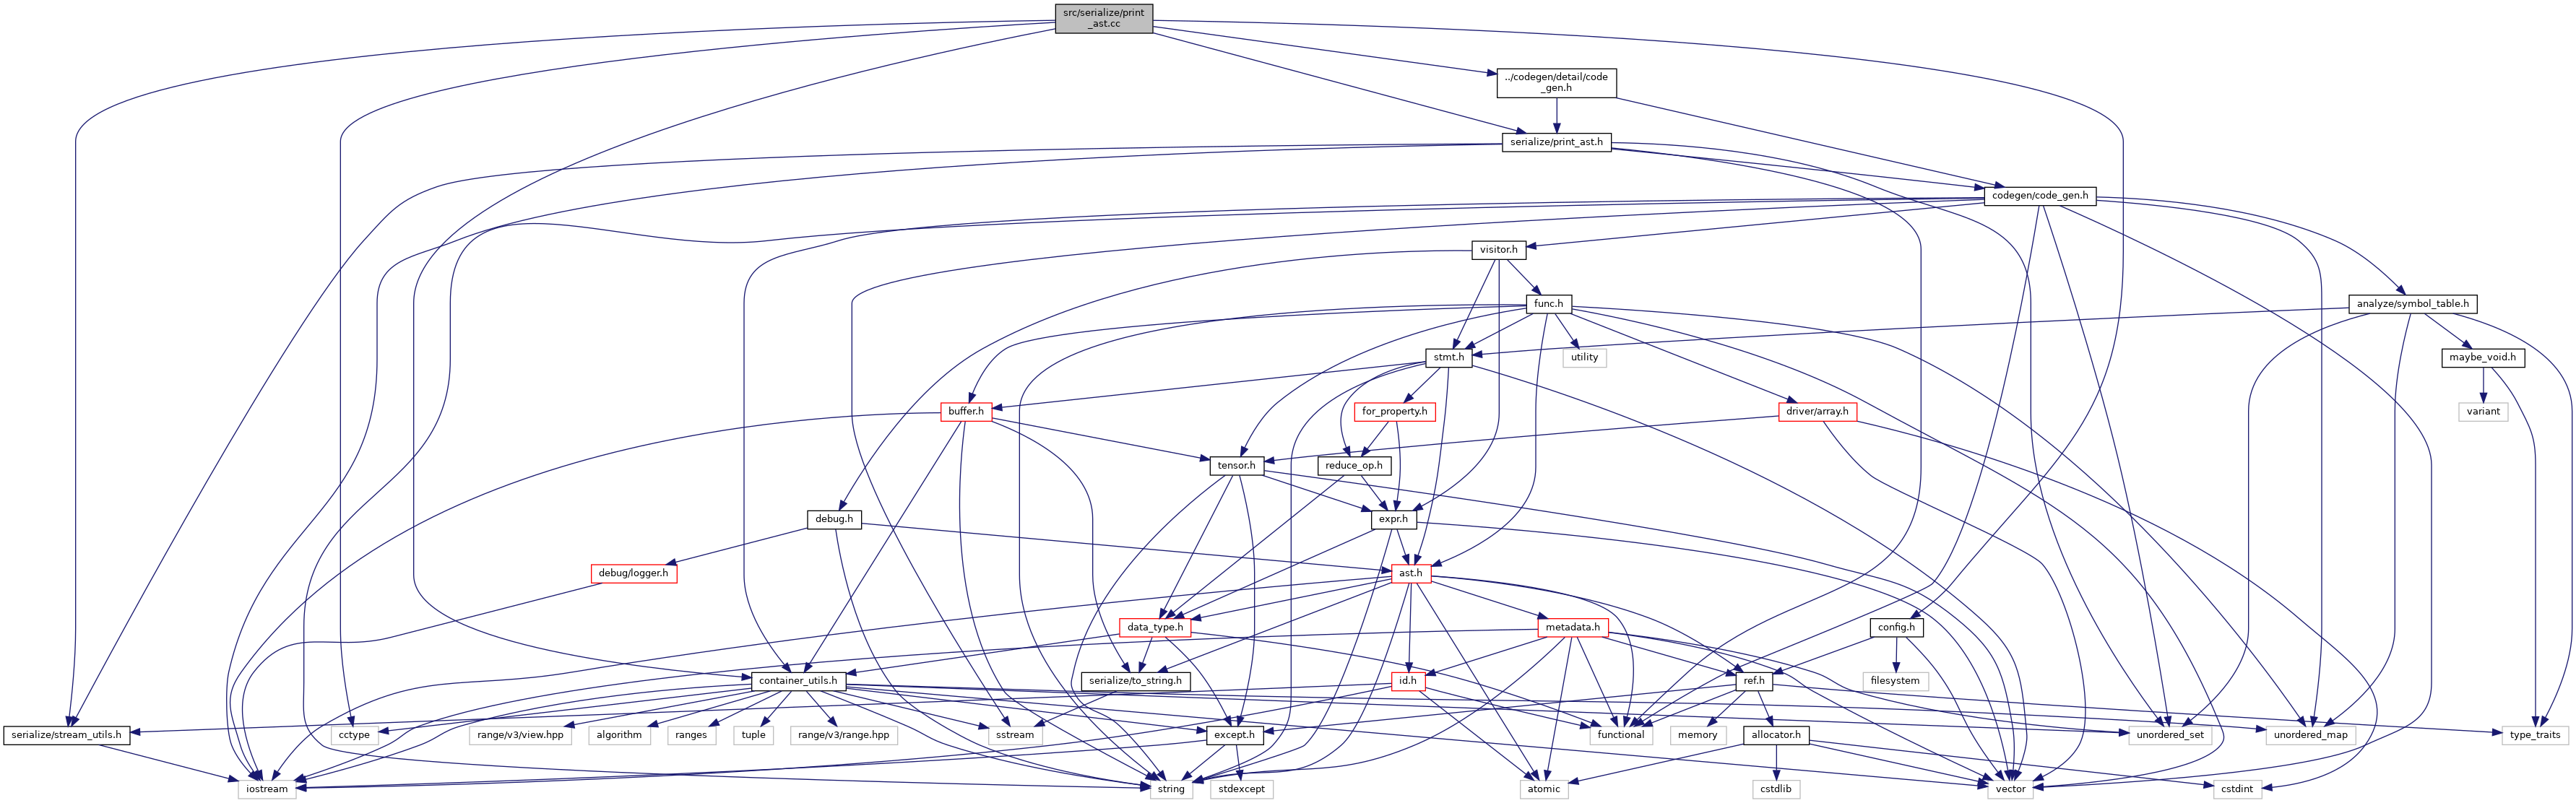 src/serialize/print
_ast.cc
../codegen/detail/code
_gen.h
serialize/print_ast.h
codegen/code_gen.h
visitor.h
func.h
analyze/symbol_table.h
stmt.h
utility
maybe_void.h
buffer.h
for_property.h
driver/array.h
variant
tensor.h
reduce_op.h
debug.h
expr.h
debug/logger.h
ast.h
data_type.h
metadata.h
config.h
container_utils.h
serialize/to_string.h
id.h
ref.h
filesystem
serialize/stream_utils.h
cctype
range/v3/view.hpp
algorithm
ranges
tuple
range/v3/range.hpp
sstream
except.h
functional
memory
allocator.h
unordered_set
unordered_map
type_traits
iostream
string
stdexcept
atomic
cstdlib
vector
cstdint